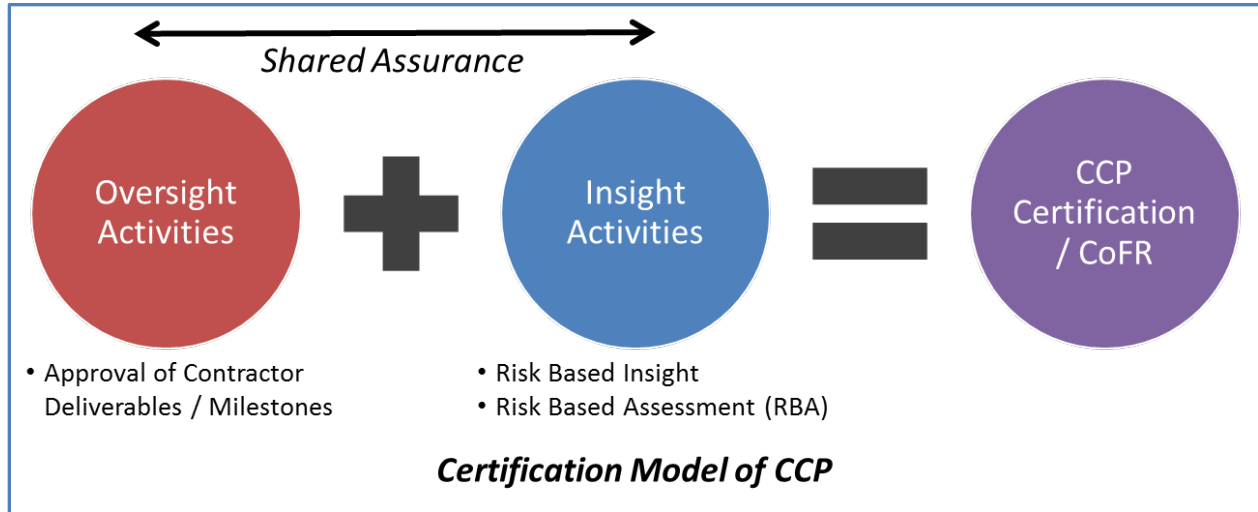 Shared Assurance
Oversight
Activities
Insight
Activities
CCP
Certification
/ CoFR
• Approval of Contractor
Deliverables / Milestones
• Risk Based Insight
• Risk Based Assessment (RBA)
Certification Model of CCP